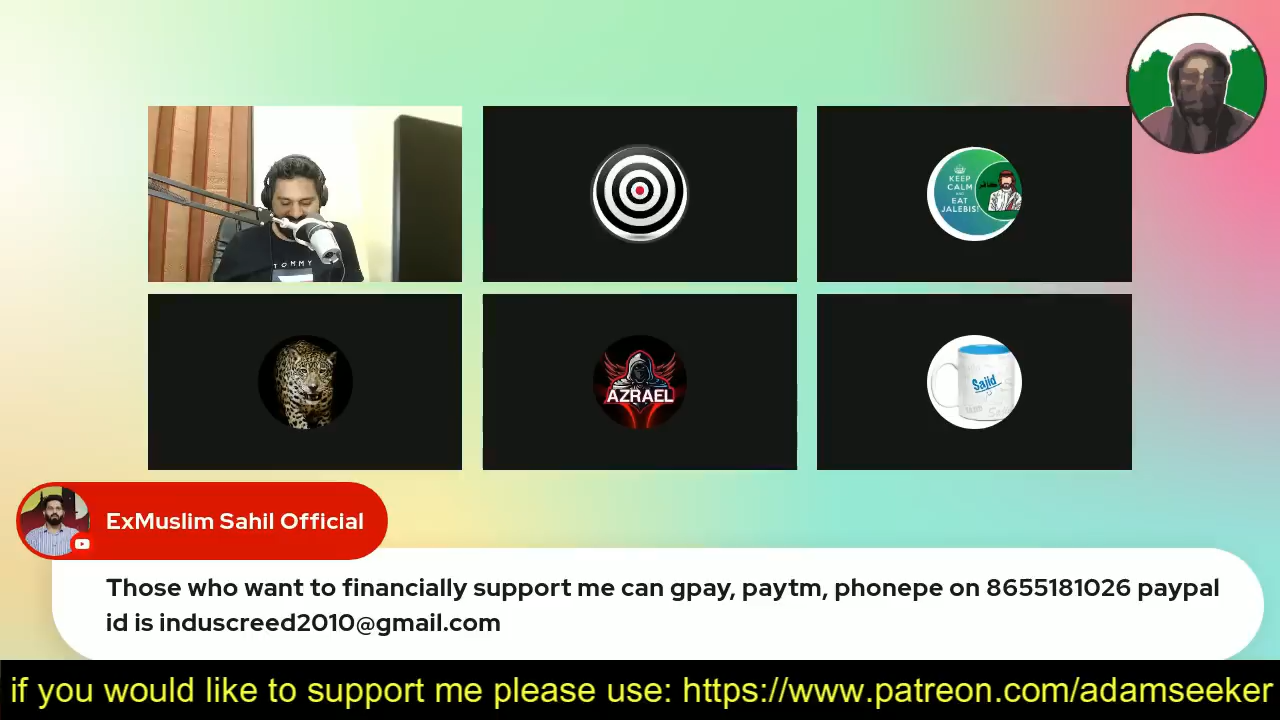 TOMMY
KEEP
CALM
AND
EAT
JALEBIS!
AZRAEL
Sajid
ExMuslim Sahil Official
Those who want to financially support me can gpay, paytm, phonepe on 8655181026 paypal
id is induscreed2010@gmail.com
if you would like to support me please use: https://www.patreon.com/adamseeker